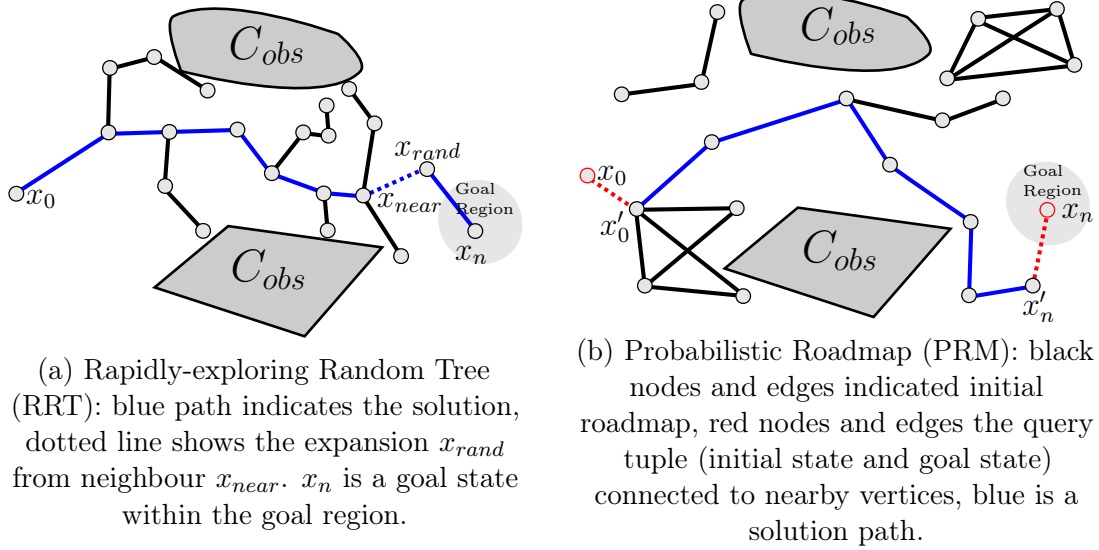 C_obs
x_rand
x_0
x_near
Goal
Region
x_n
C_obs
(a) Rapidly-exploring Random Tree
(RRT): blue path indicates the solution,
dotted line shows the expansion x_rand
from neighbour x_near. x_n is a goal state
within the goal region.
C_obs
x_0
Goal
Region
x_n
x'_0
C_obs
x'_n
(b) Probabilistic Roadmap (PRM): black
nodes and edges indicated initial
roadmap, red nodes and edges the query
tuple (initial state and goal state)
connected to nearby vertices, blue is a
solution path.